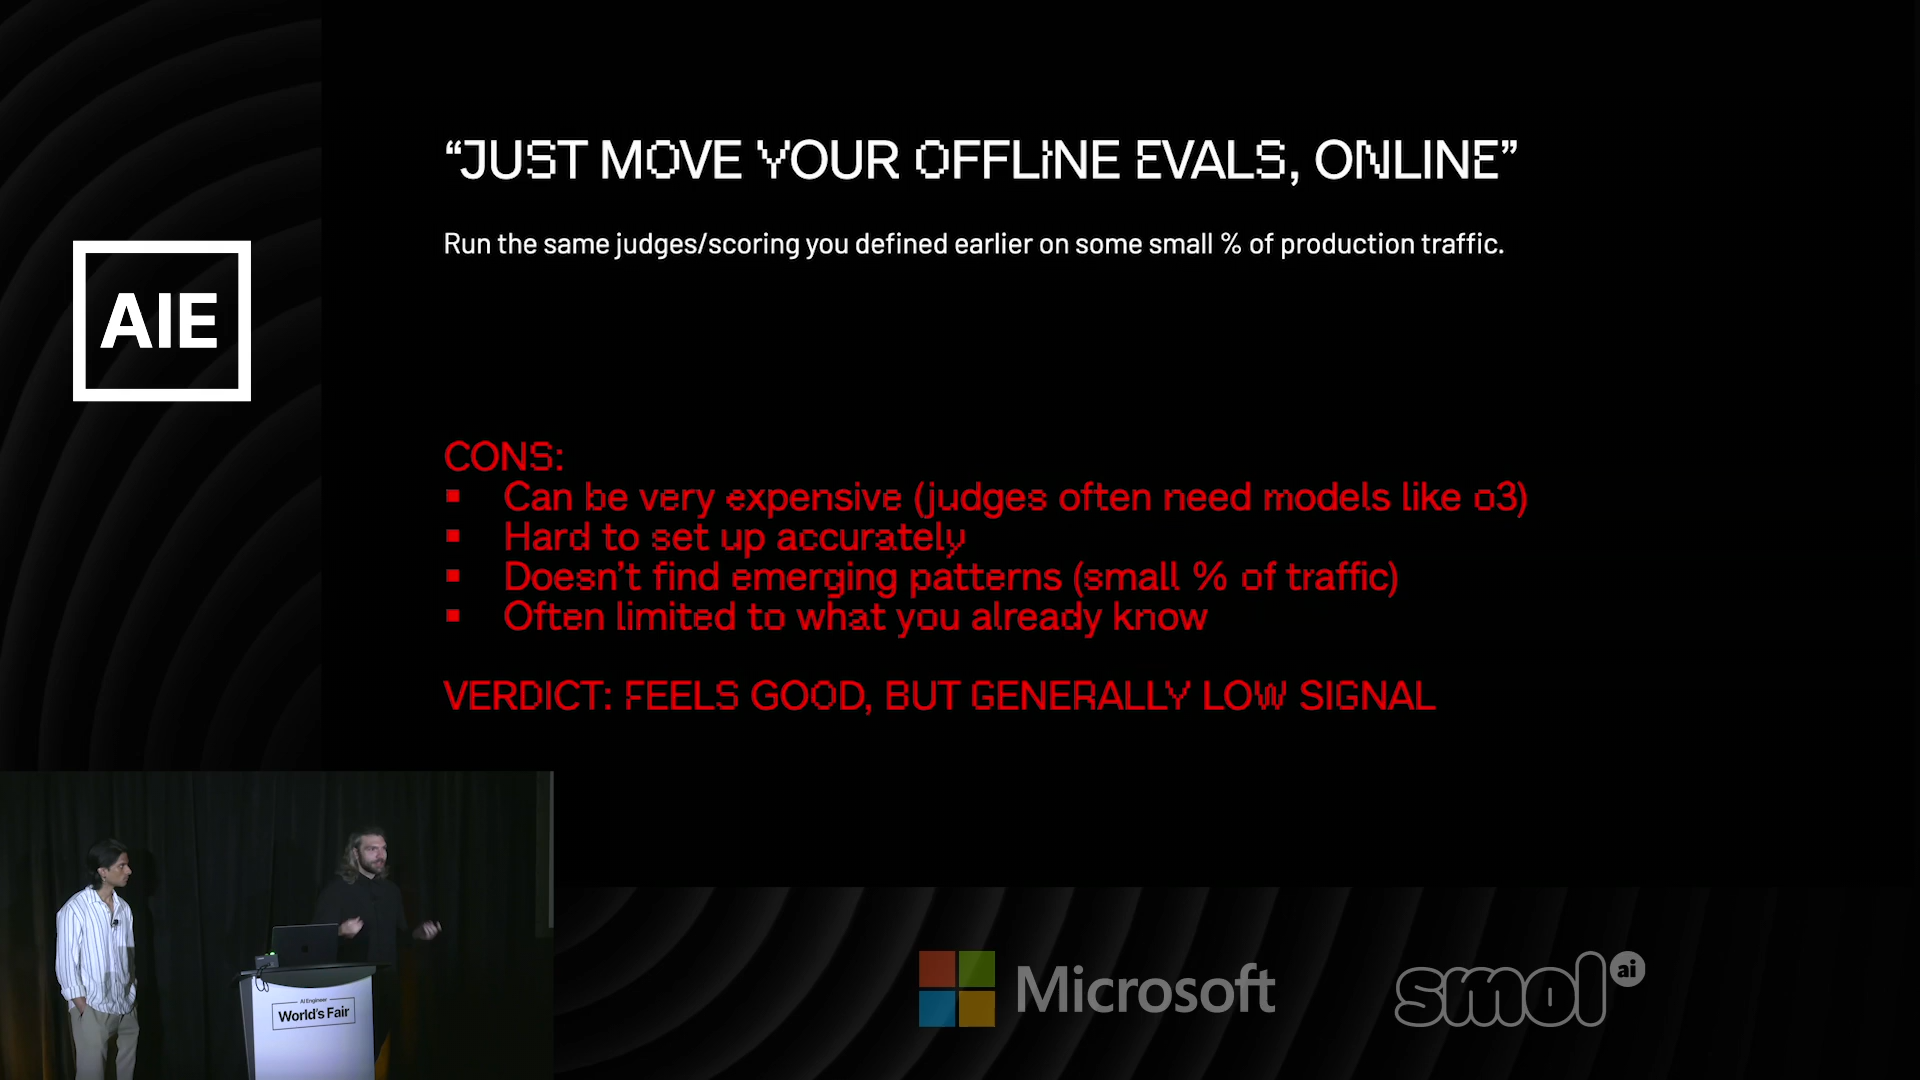 “JUST MOVE YOUR OFFLINE EVALS, ONLINE”
Run the same judges/scoring you defined earlier on some small % of production traffic.
AIE
CONS:
▪ Can be very expensive (judges often need models like o3)
▪ Hard to set up accurately
▪ Doesn’t find emerging patterns (small % of traffic)
▪ Often limited to what you already know
VERDICT: FEELS GOOD, BUT GENERALLY LOW SIGNAL
AI Engineer
World's Fair
Microsoft
smol ai